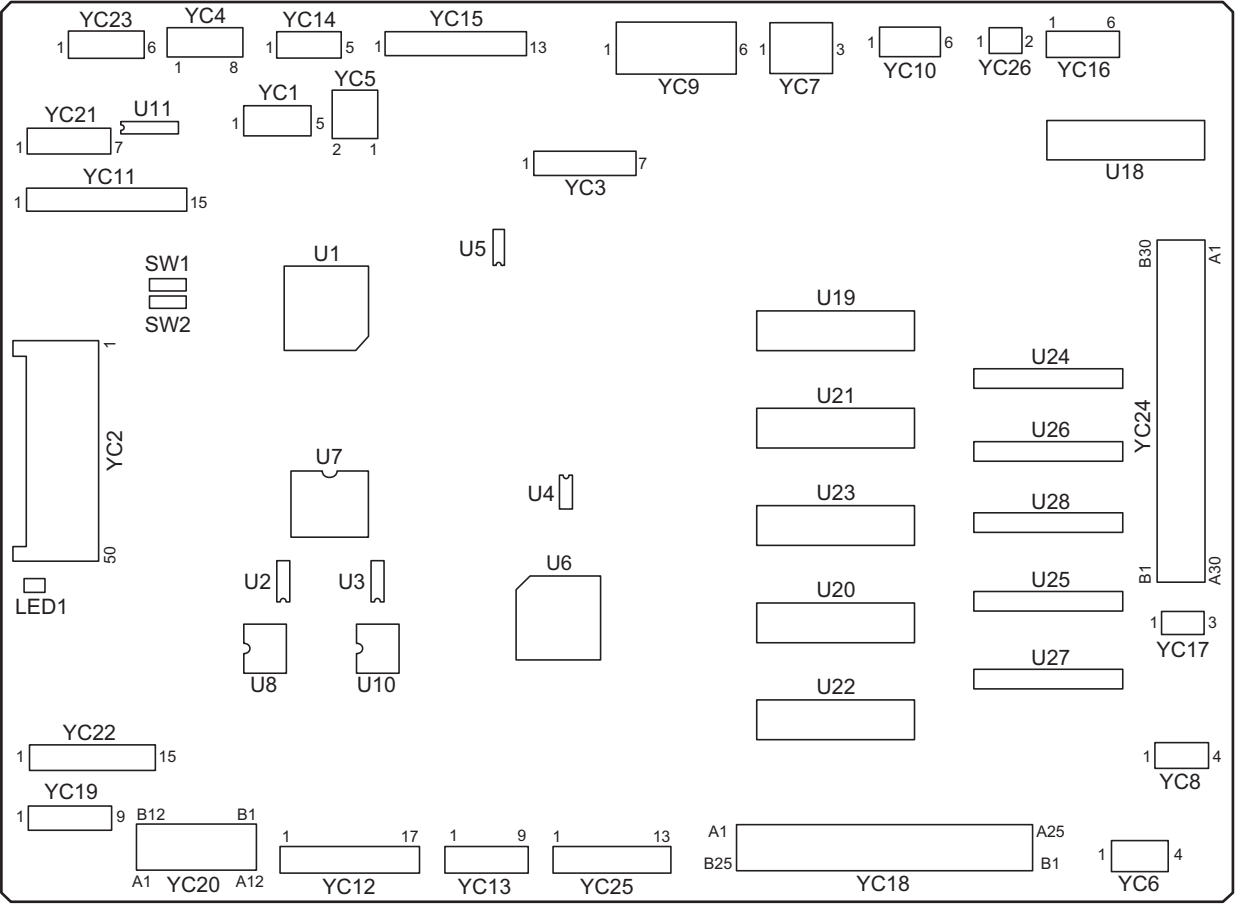 YC23 YC4 YC14 YC15
1 6 1 5 1 13 1 6 1 3 1 6 1 2 1 6
1 8
YC9 YC7 YC10 YC26 YC16
YC1 YC5
YC21 U11
1 5
1 7
2 1
1 7
YC3
U18
YC11
1 15
U5
B30 A1
U1
SW1
SW2
U19
1
U24
U21
YC2
YC24
U26
U7
U4
U23
U28
50
U2 U3
U6
B1 A30
LED1
U20
U25
1 3
YC17
U8 U10
U22
U27
YC22
1 15
1 4
YC8
YC19
1 9
B12 B1
A1 A12
YC20
1 17
YC12
1 9
YC13
1 13
YC25
A1 A25
B25 B1
YC18
1 4
YC6